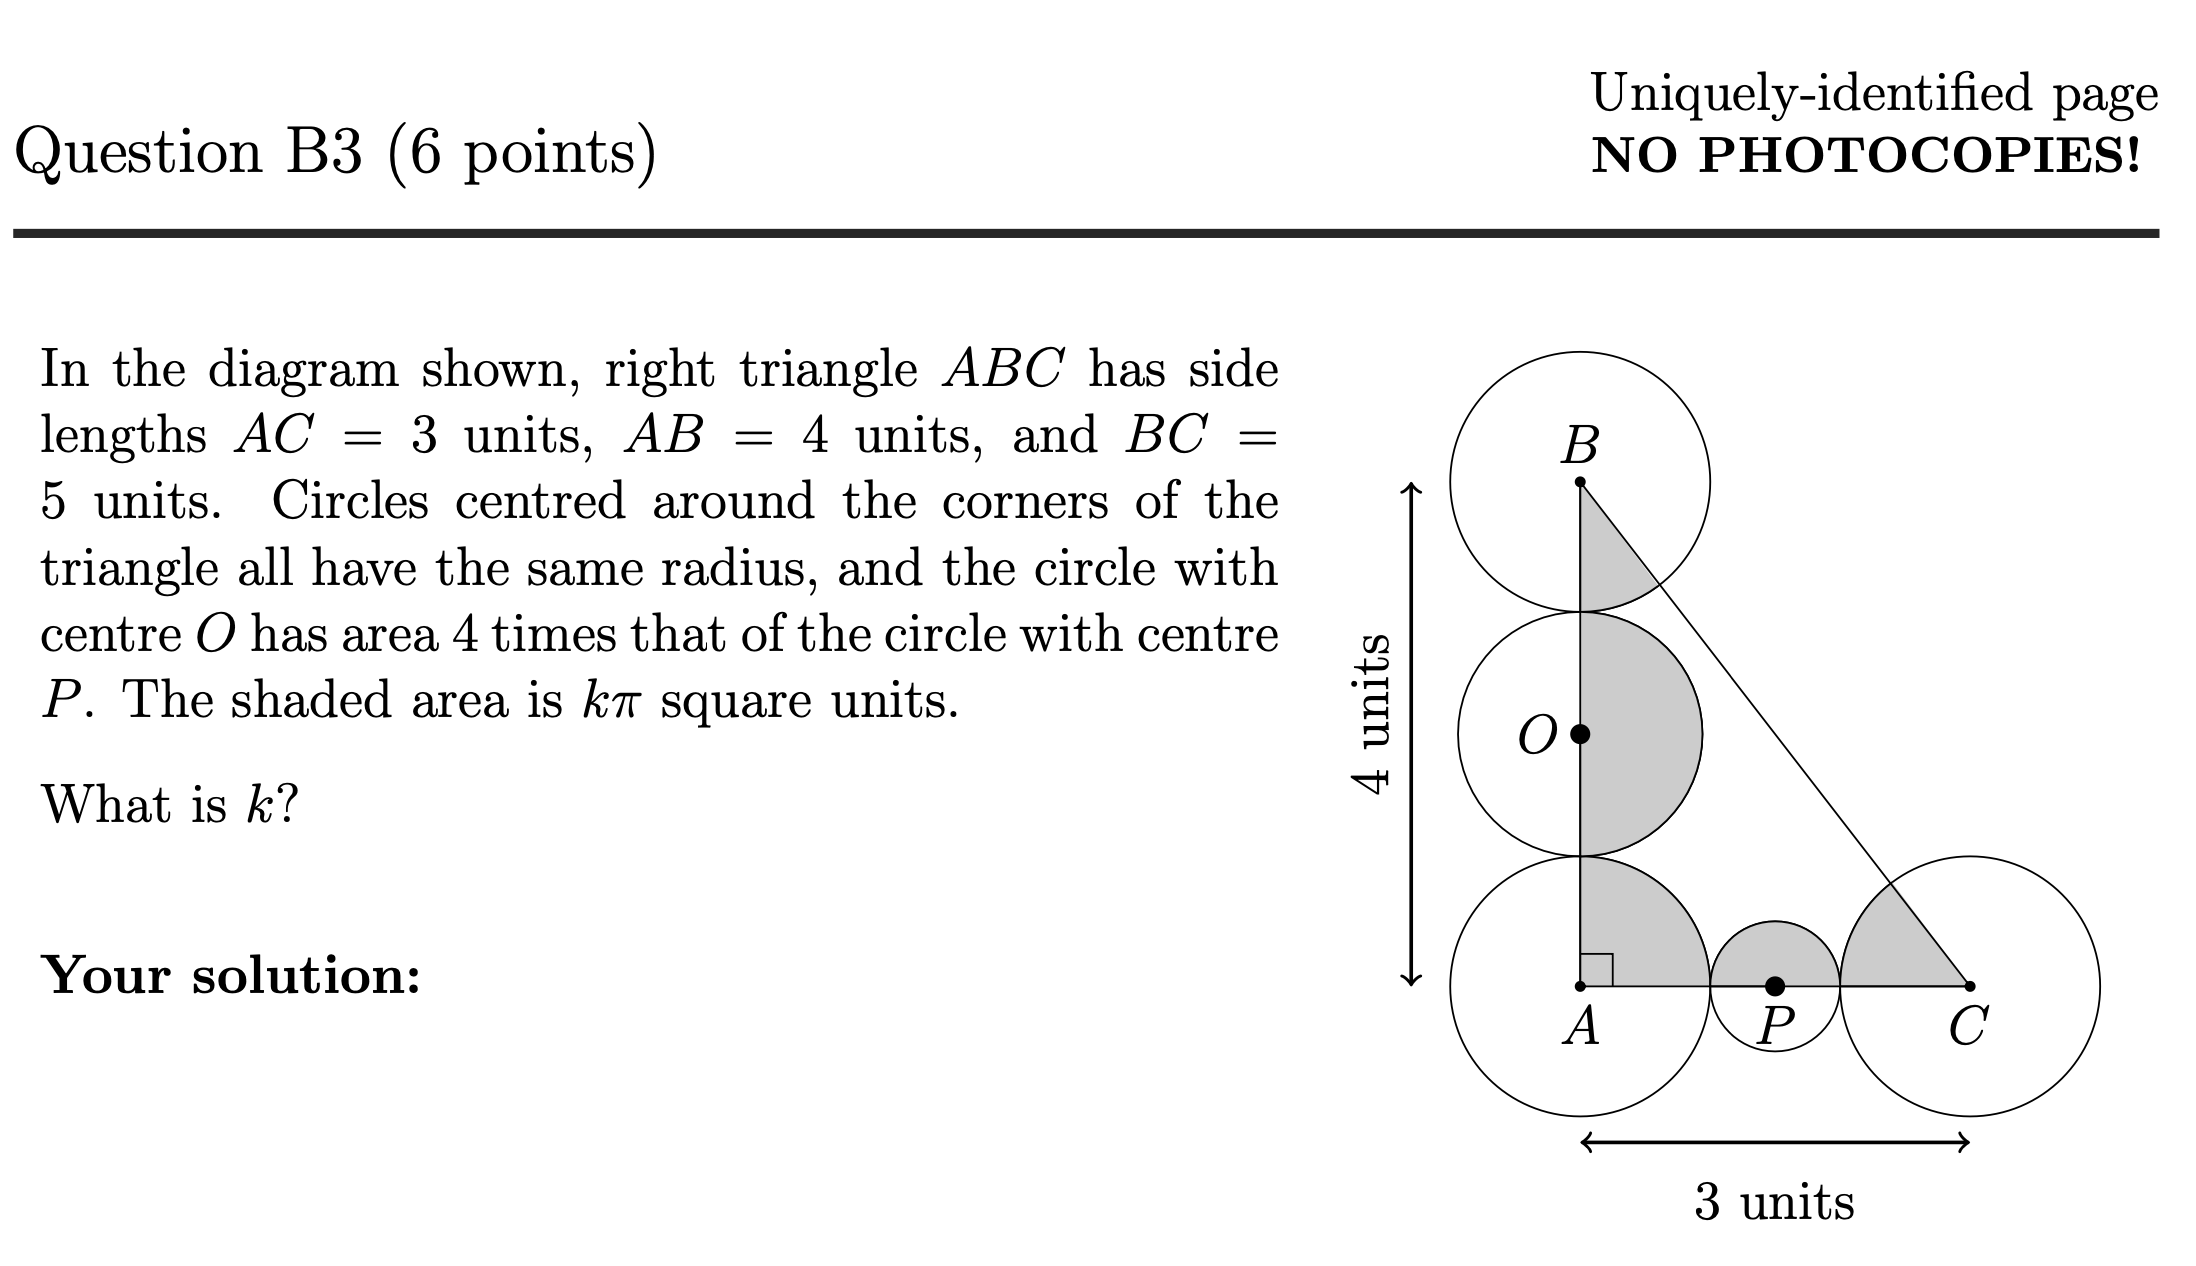 Uniquely-identified page
Question B3 (6 points)
NO PHOTOCOPIES!
In the diagram shown, right triangle ABC has side
lengths AC = 3 units, AB = 4 units, and BC =
5 units. Circles centred around the corners of the
triangle all have the same radius, and the circle with
centre O has area 4 times that of the circle with centre
P. The shaded area is kπ square units.
What is k?
Your solution:
B
4 units
O
A
P
C
3 units